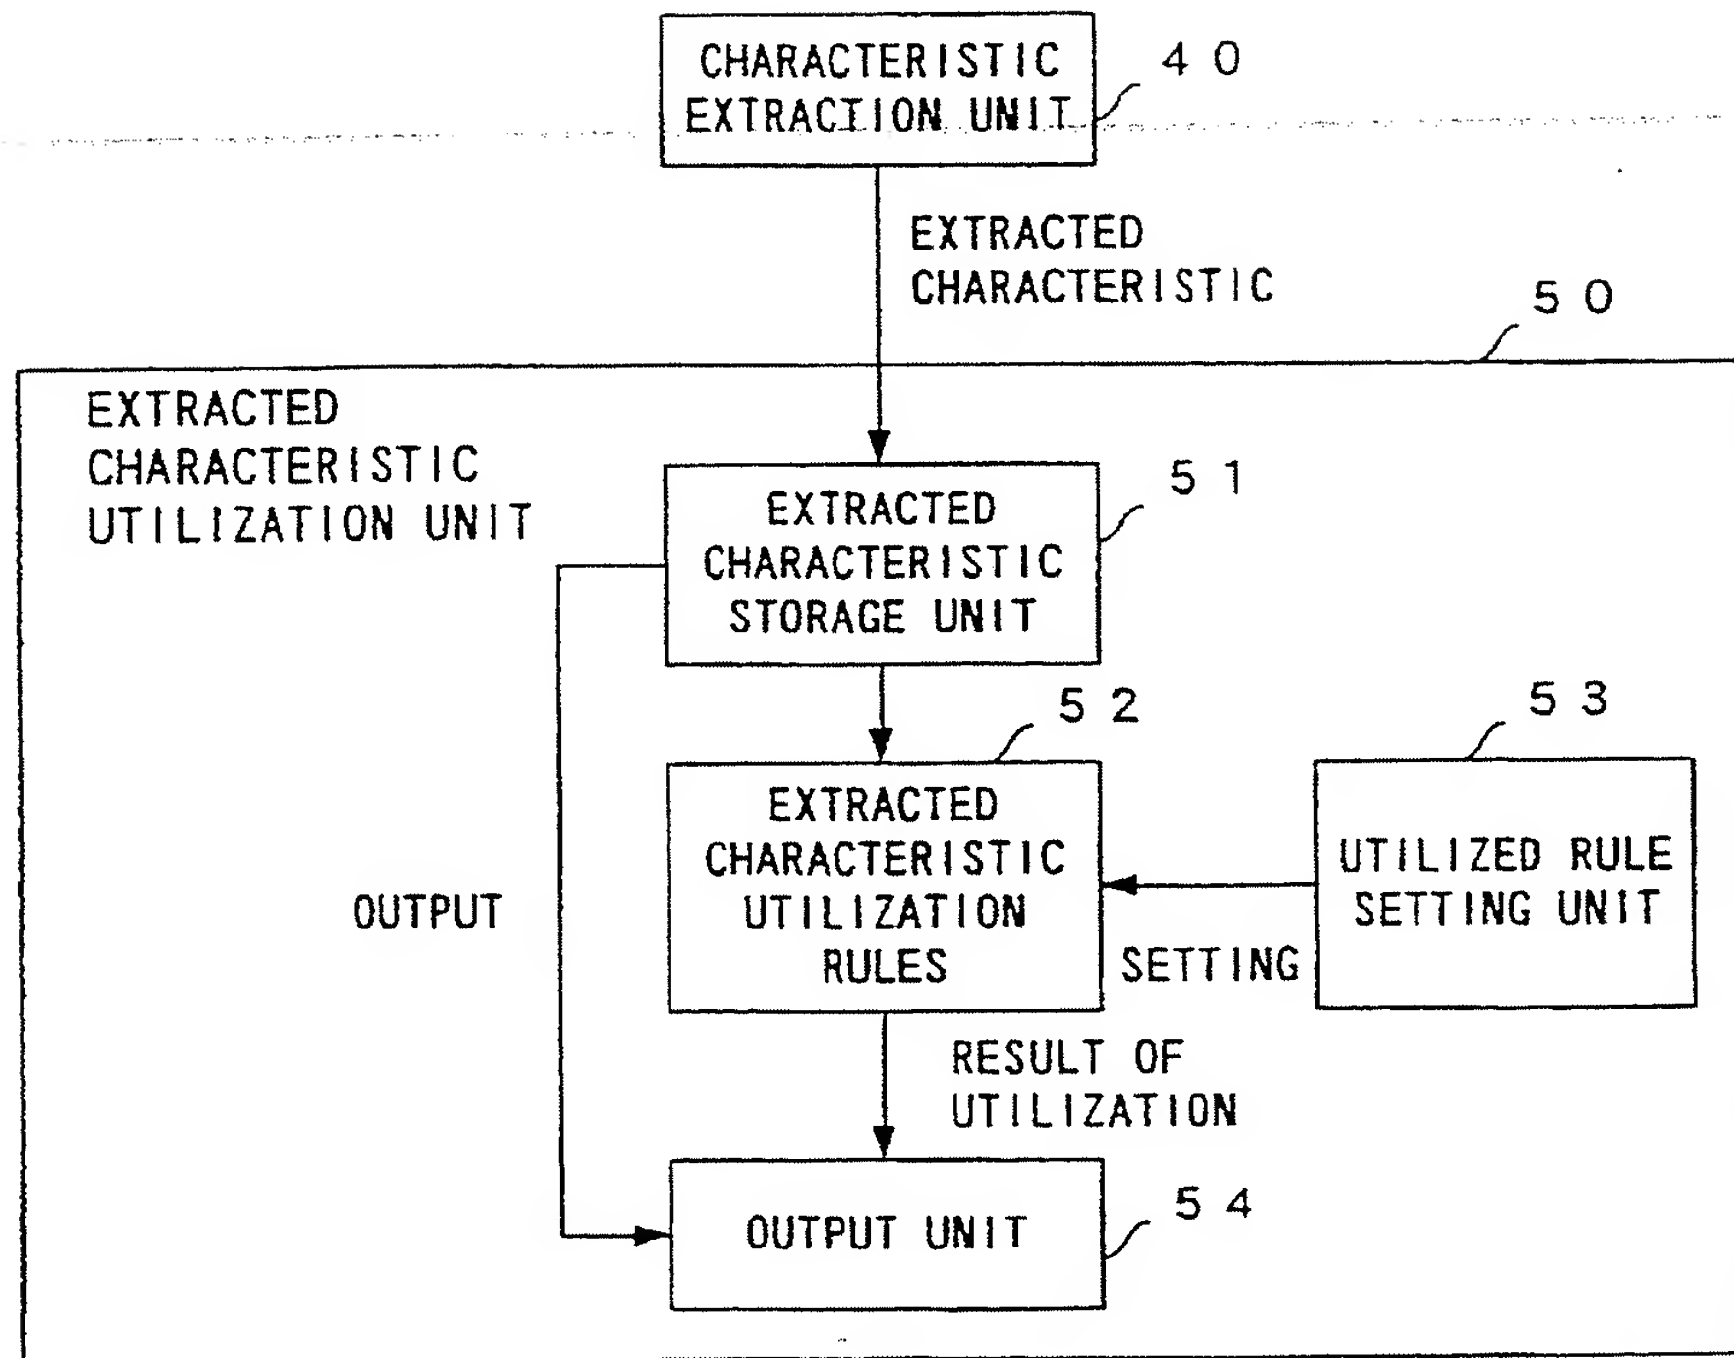 CHARACTERISTIC
EXTRACTION UNIT
40
EXTRACTED
CHARACTERISTIC
50
EXTRACTED
CHARACTERISTIC
UTILIZATION UNIT
51
EXTRACTED
CHARACTERISTIC
STORAGE UNIT
52
53
EXTRACTED
CHARACTERISTIC
UTILIZATION
RULES
UTILIZED RULE
SETTING UNIT
OUTPUT
SETTING
RESULT OF
UTILIZATION
OUTPUT UNIT
54